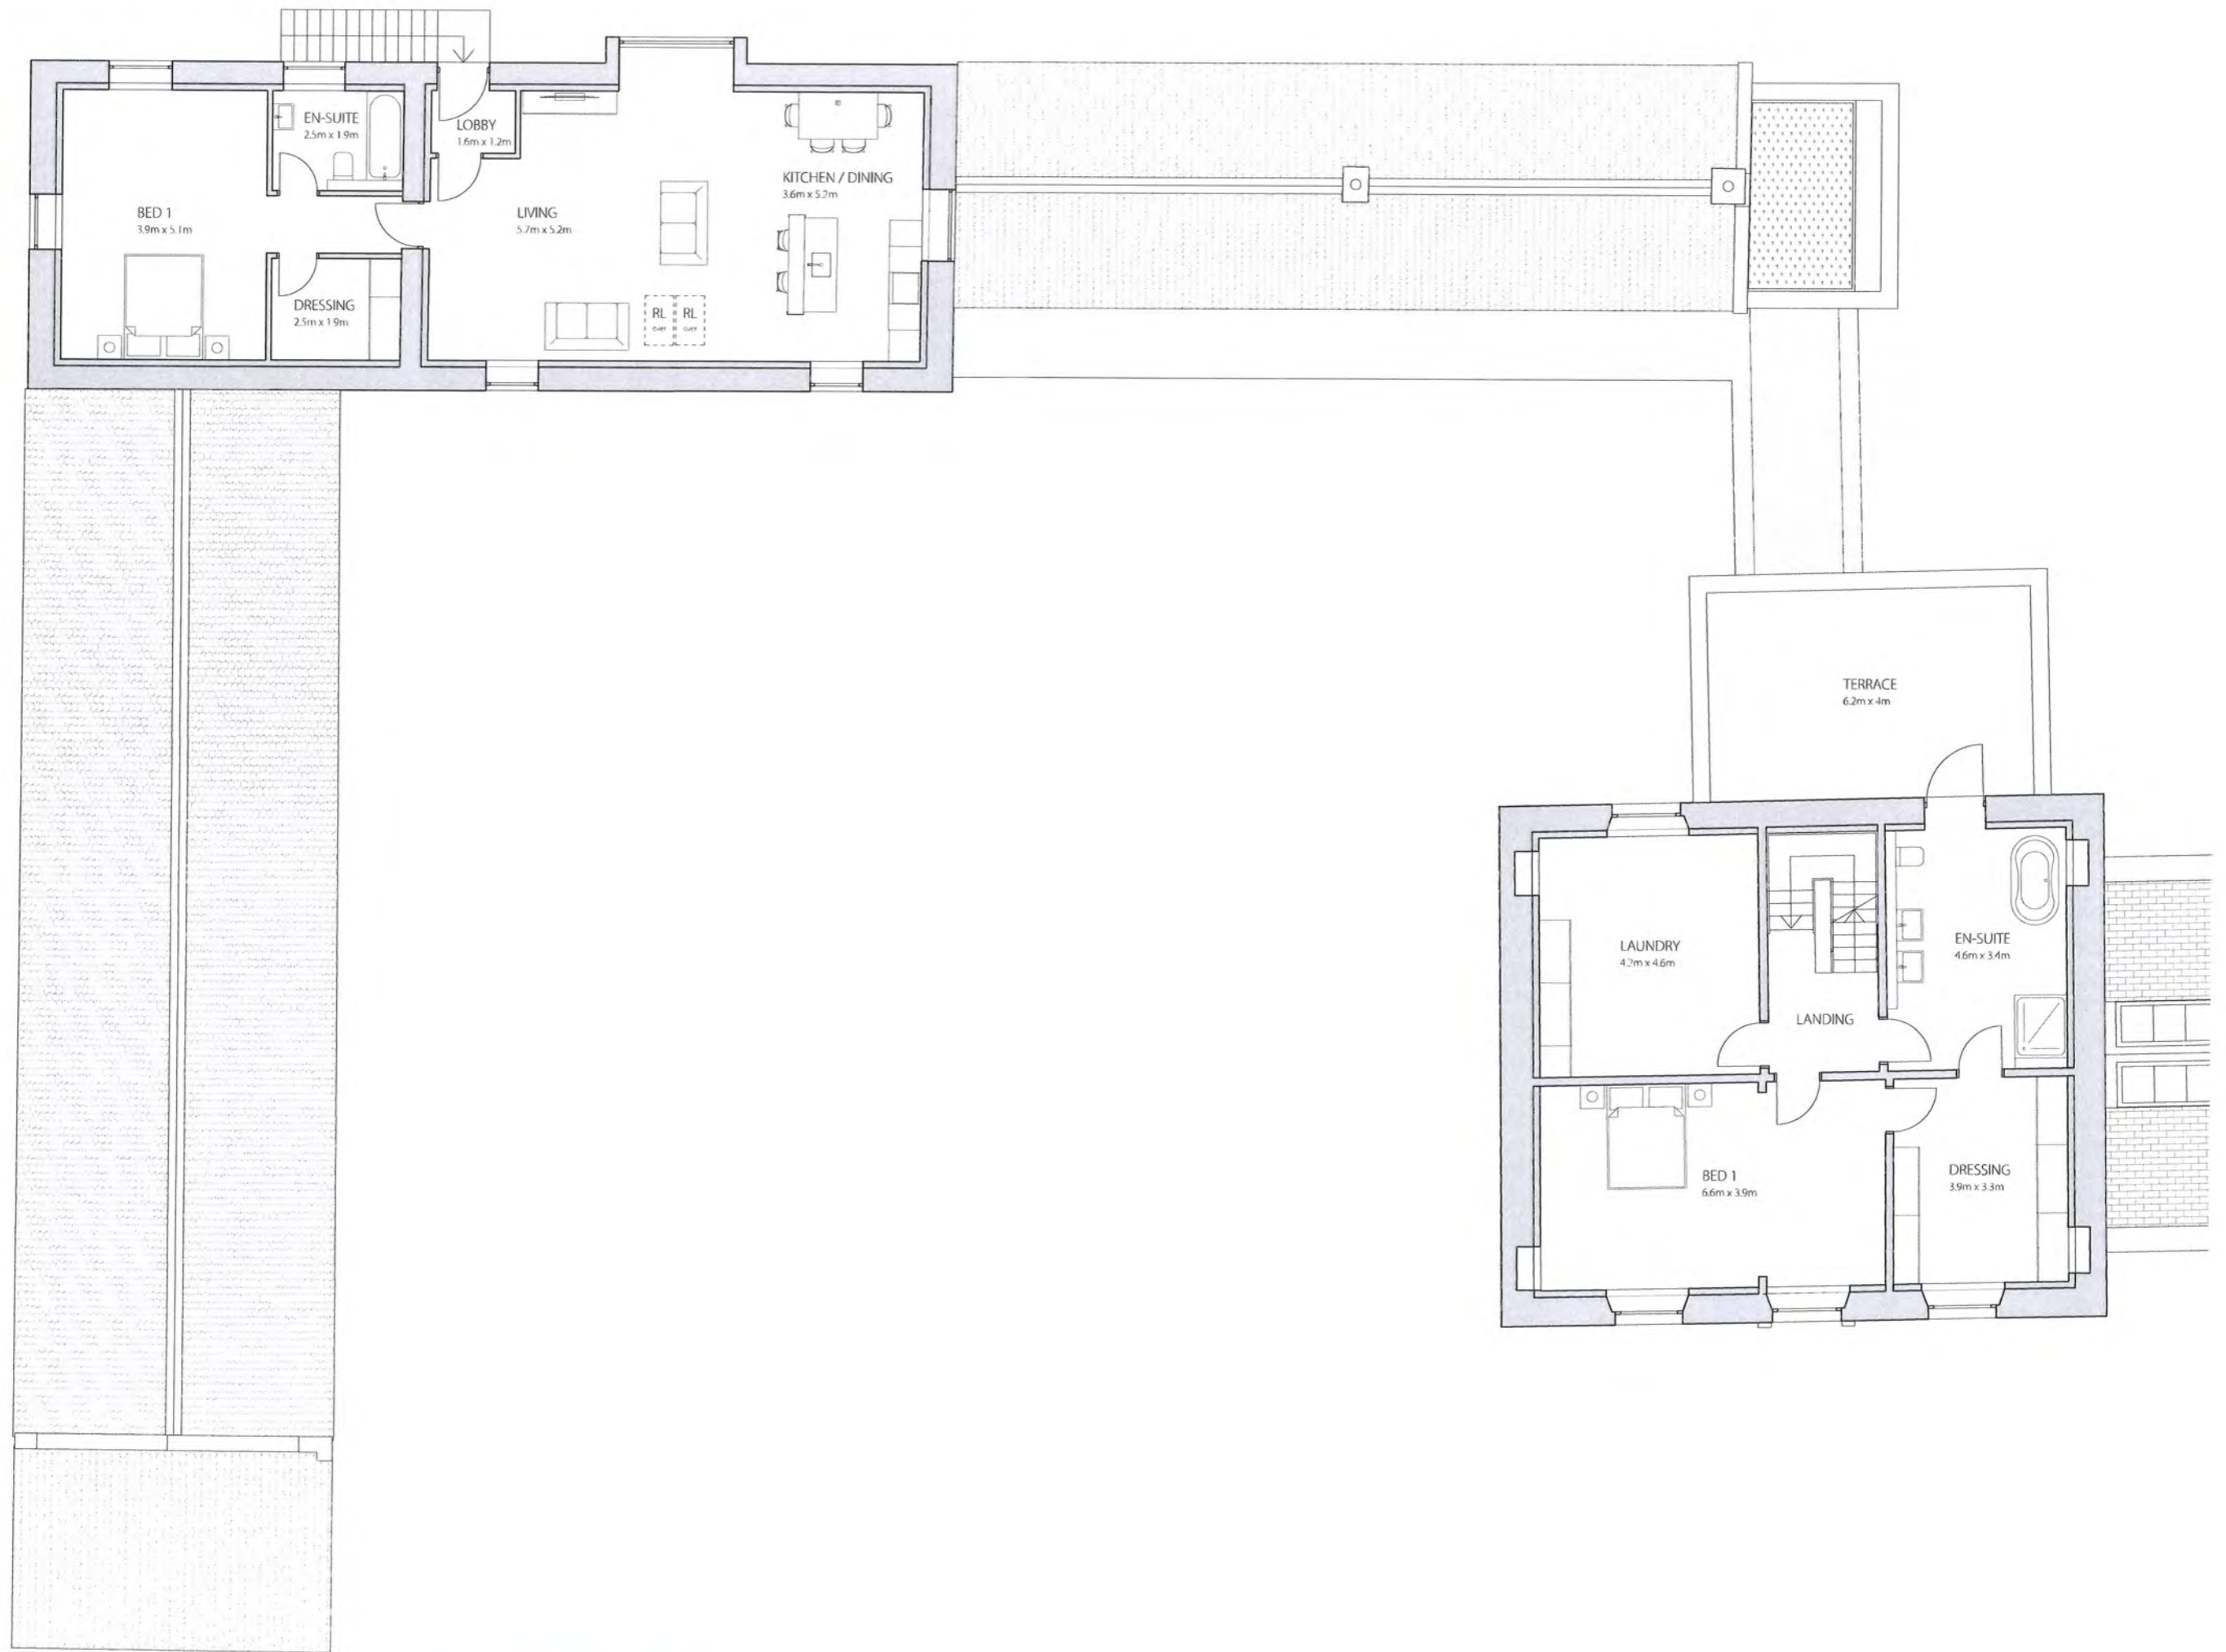 EN-SUITE
2.5m x 1.9m
LOBBY
1.6m x 1.2m
KITCHEN / DINING
3.6m x 5.2m
BED 1
3.9m x 5.1m
LIVING
5.7m x 5.2m
DRESSING
2.5m x 1.9m
RL RL
over over
TERRACE
6.2m x 4m
LAUNDRY
4.2m x 4.6m
EN-SUITE
4.6m x 3.4m
LANDING
BED 1
6.6m x 3.9m
DRESSING
3.9m x 3.3m